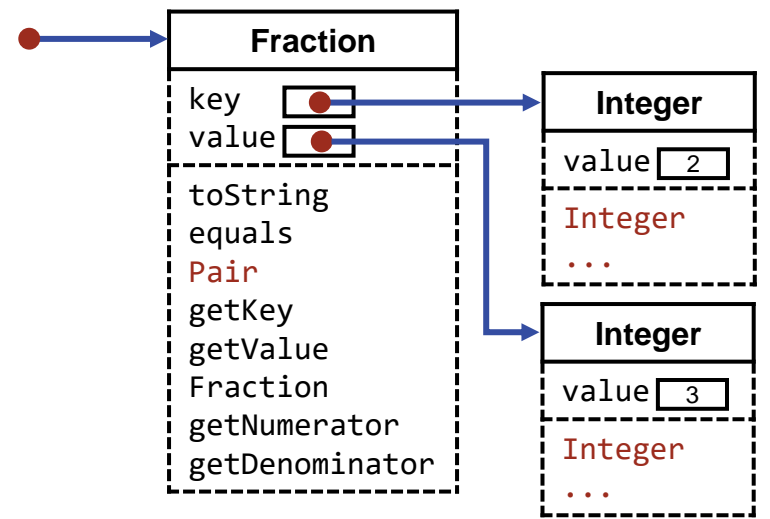 Fraction
key
value
toString
equals
Pair
getKey
getValue
Fraction
getNumerator
getDenominator
Integer
value 2
Integer
...
Integer
value 3
Integer
...